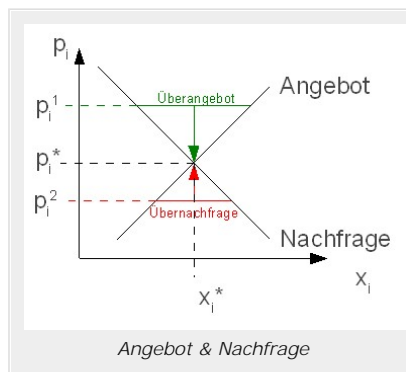 pᵢ
Überangebot
Angebot
pᵢ¹
pᵢ*
pᵢ²
Übernachfrage
Nachfrage
xᵢ
xᵢ*
Angebot & Nachfrage